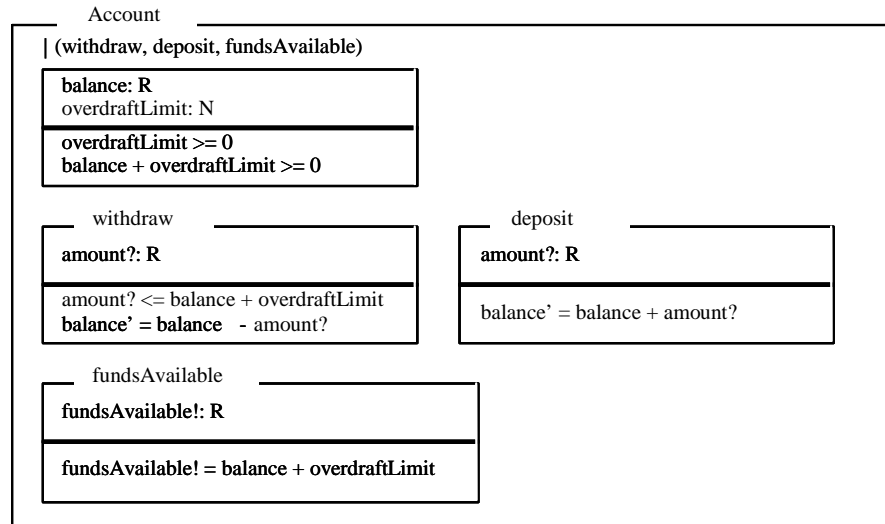 Account
| (withdraw, deposit, fundsAvailable)
balance: R
overdraftLimit: N
overdraftLimit >= 0
balance + overdraftLimit >= 0
withdraw
amount?: R
amount? <= balance + overdraftLimit
balance’ = balance - amount?
deposit
amount?: R
balance’ = balance + amount?
fundsAvailable
fundsAvailable!: R
fundsAvailable! = balance + overdraftLimit